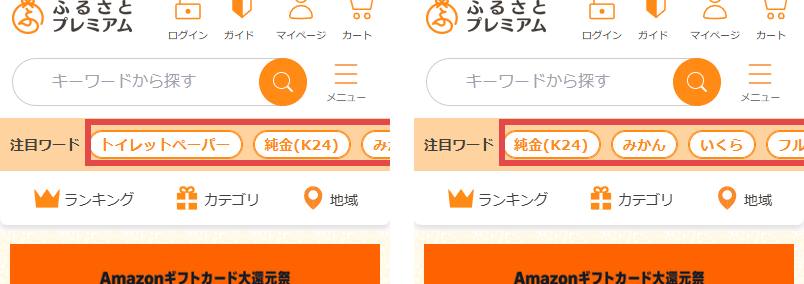 ふるさと
プレミアム
ログイン ガイド マイページ カート
キーワードから探す
メニュー
注目ワード トイレットペーパー 純金(K24)
ランキング カテゴリ 地域
Amazonギフトカード大還元祭
ふるさと
プレミアム
ログイン ガイド マイページ カート
キーワードから探す
メニュー
注目ワード 純金(K24) みかん いくら フル
ランキング カテゴリ 地域
Amazonギフトカード大還元祭